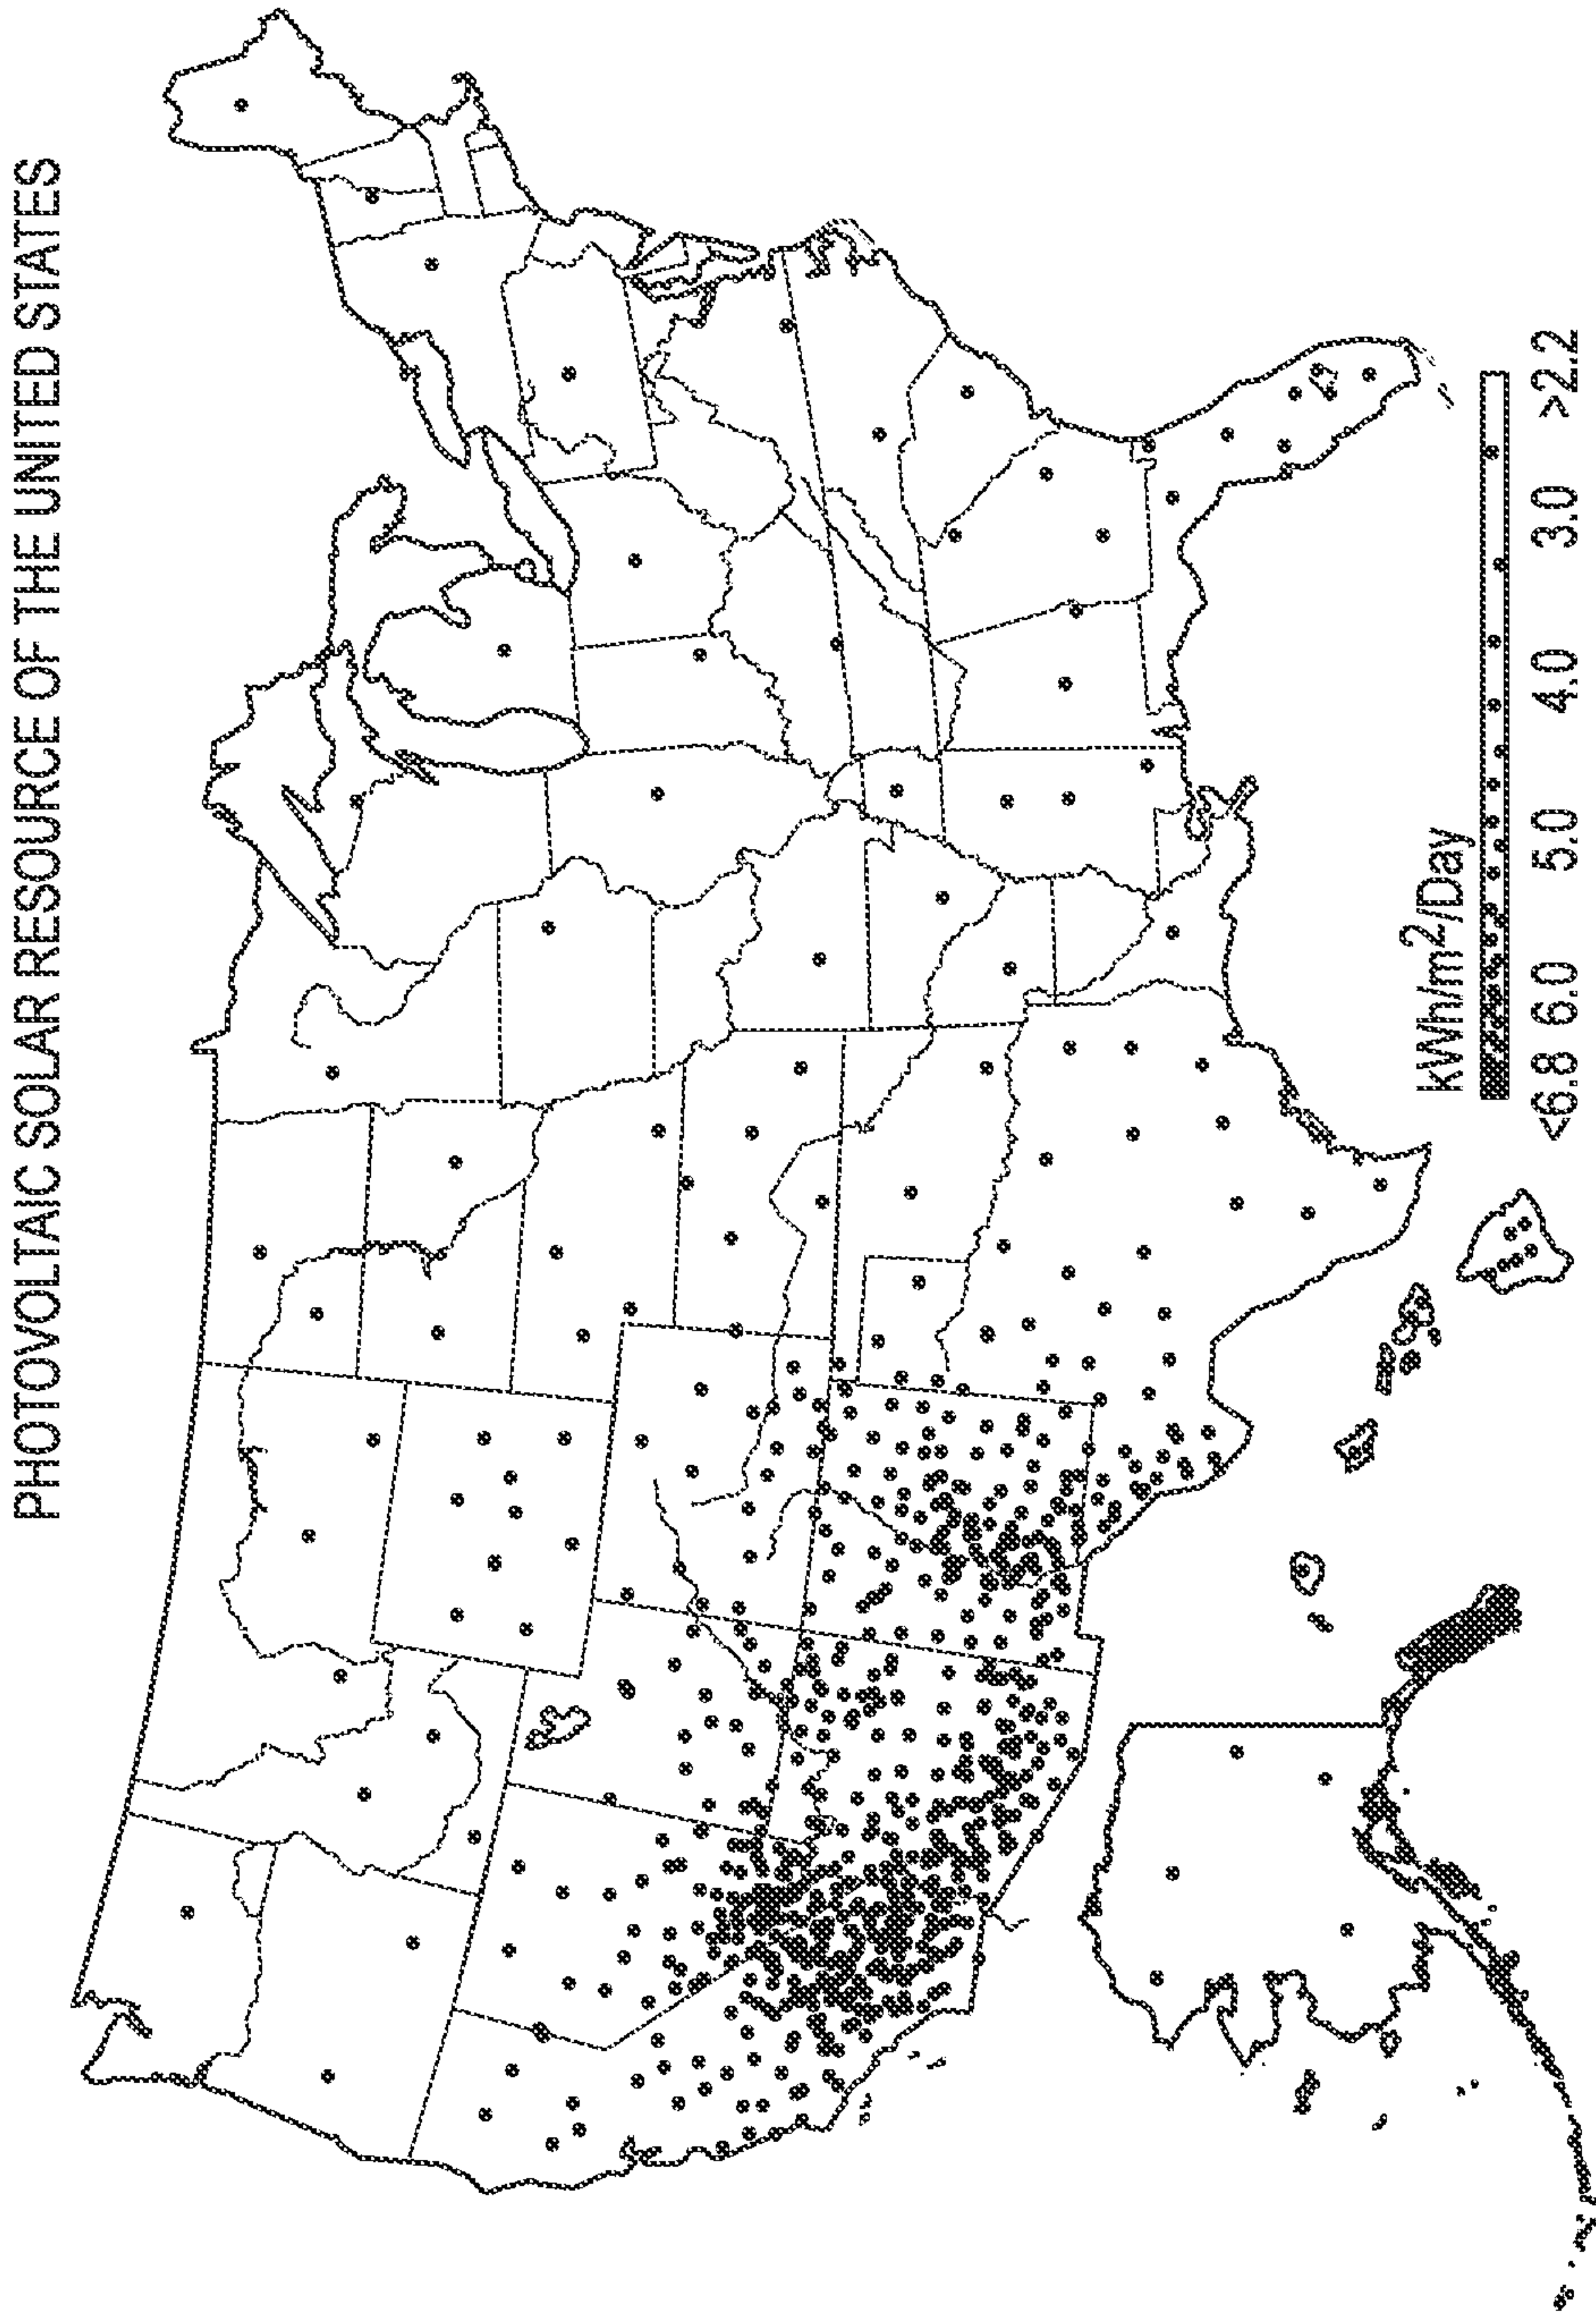 PHOTOVOLTAIC SOLAR RESOURCE OF THE UNITED STATES
kWh/m²/Day
<6.8 6.0 5.0 4.0 3.0 >2.2